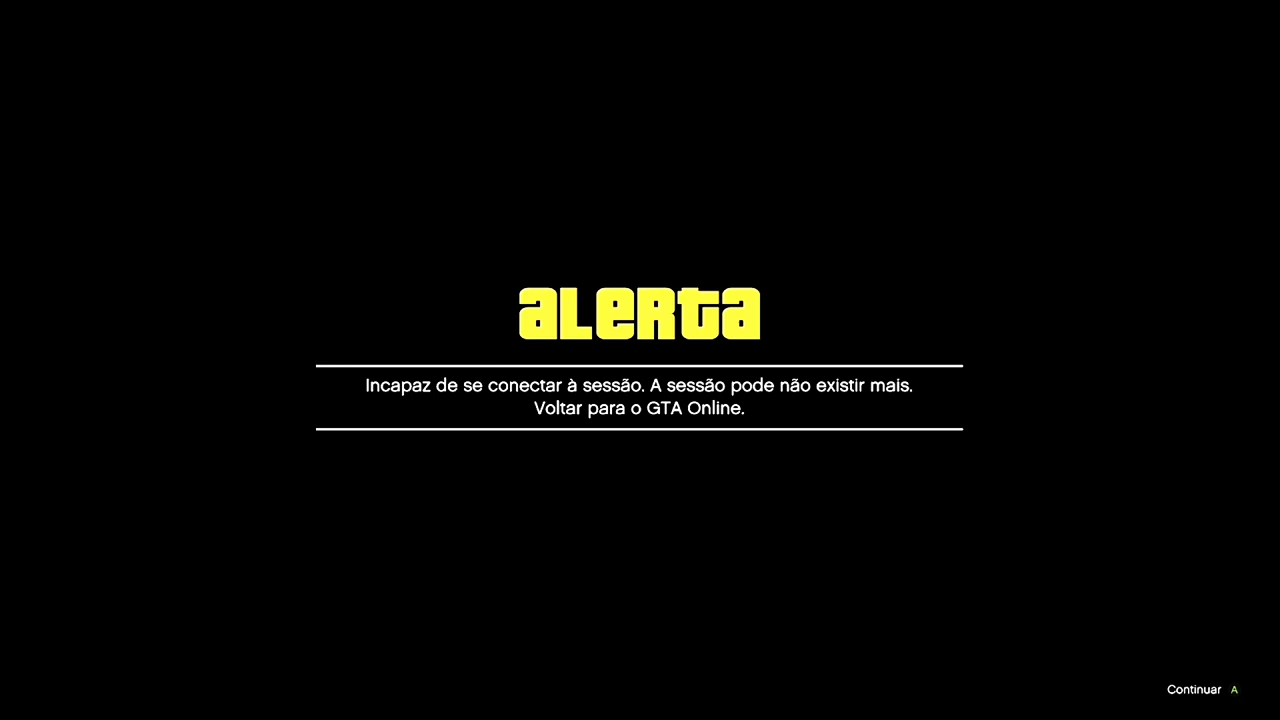 alerta
Incapaz de se conectar à sessão. A sessão pode não existir mais.
Voltar para o GTA Online.
Continuar A